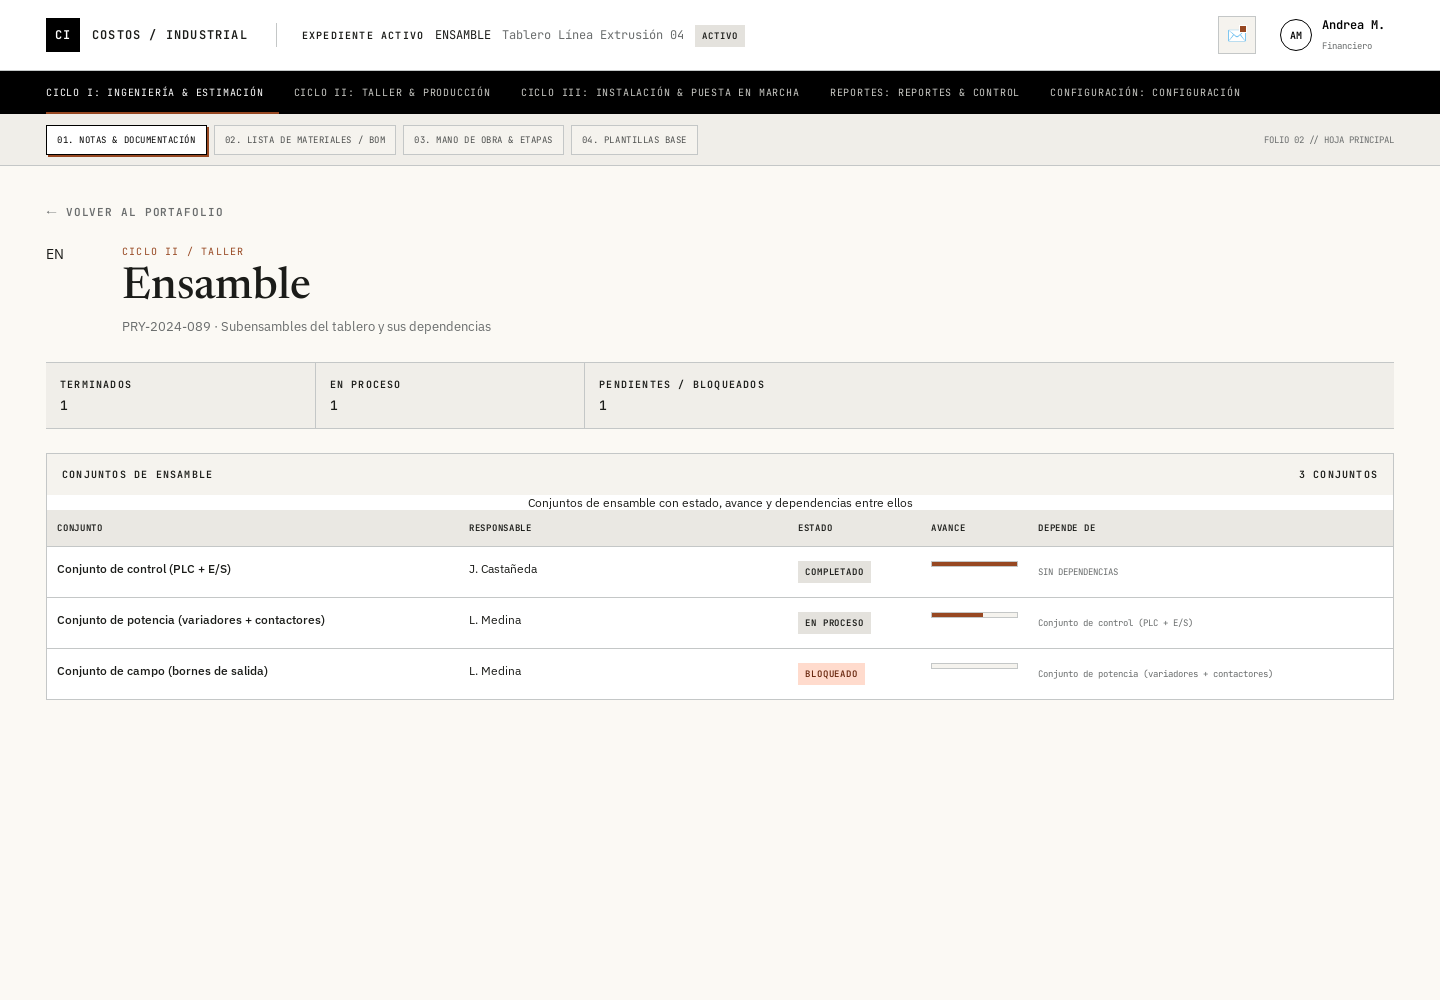 CI COSTOS / INDUSTRIAL EXPEDIENTE ACTIVO ENSAMBLE Tablero Línea Extrusión 04 ACTIVO AM Andrea M.
Financiero
CICLO I: INGENIERÍA & ESTIMACIÓN CICLO II: TALLER & PRODUCCIÓN CICLO III: INSTALACIÓN & PUESTA EN MARCHA REPORTES: REPORTES & CONTROL CONFIGURACIÓN: CONFIGURACIÓN
01. NOTAS & DOCUMENTACIÓN 02. LISTA DE MATERIALES / BOM 03. MANO DE OBRA & ETAPAS 04. PLANTILLAS BASE FOLIO 02 // HOJA PRINCIPAL
← VOLVER AL PORTAFOLIO
EN CICLO II / TALLER
Ensamble
PRY-2024-089 · Subensambles del tablero y sus dependencias
TERMINADOS EN PROCESO PENDIENTES / BLOQUEADOS
1 1 1
CONJUNTOS DE ENSAMBLE 3 CONJUNTOS
Conjuntos de ensamble con estado, avance y dependencias entre ellos
CONJUNTO RESPONSABLE ESTADO AVANCE DEPENDE DE
Conjunto de control (PLC + E/S) J. Castañeda COMPLETADO SIN DEPENDENCIAS
Conjunto de potencia (variadores + contactores) L. Medina EN PROCESO Conjunto de control (PLC + E/S)
Conjunto de campo (bornes de salida) L. Medina BLOQUEADO Conjunto de potencia (variadores + contactores)